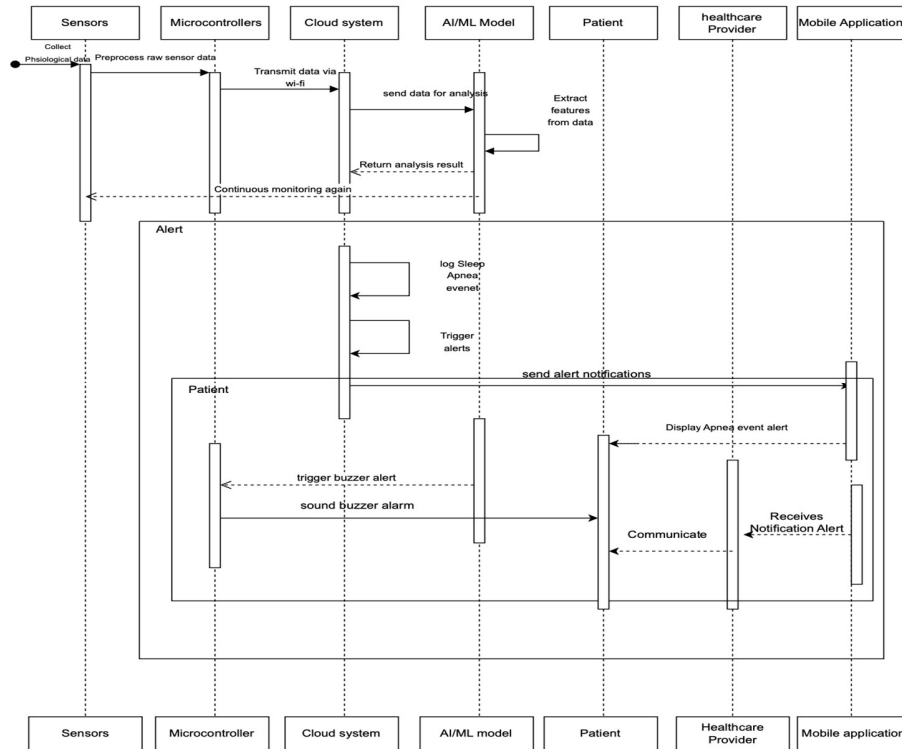 Sensors
Microcontrollers
Cloud system
AI/ML Model
Patient
healthcare
Provider
Mobile Application
Collect
Phsiological data
Preprocess raw sensor data
Transmit data via
wi-fi
send data for analysis
Extract
features
from data
Return analysis result
Continuous monitoring again
Alert
log Sleep
Apnea
evenet
Trigger
alerts
send alert notifications
Patient
Display Apnea event alert
trigger buzzer alert
sound buzzer alarm
Receives
Notification Alert
Communicate
Sensors
Microcontroller
Cloud system
AI/ML model
Patient
Healthcare
Provider
Mobile application